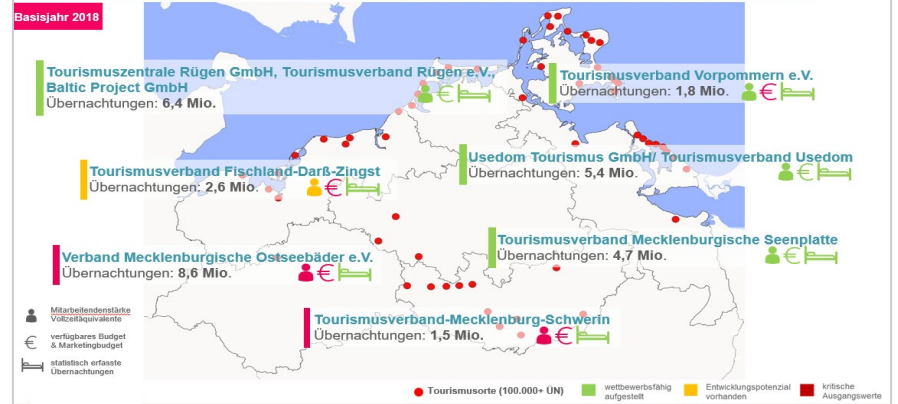 Basisjahr 2018
Tourismuszentrale Rügen GmbH, Tourismusverband Rügen e.V.,
Baltic Project GmbH
Übernachtungen: 6,4 Mio.
Tourismusverband Vorpommern e.V.
Übernachtungen: 1,8 Mio.
Usedom Tourismus GmbH/ Tourismusverband Usedom
Übernachtungen: 5,4 Mio.
Tourismusverband Fischland-Darß-Zingst
Übernachtungen: 2,6 Mio.
Tourismusverband Mecklenburgische Seenplatte
Übernachtungen: 4,7 Mio.
Verband Mecklenburgische Ostseebäder e.V.
Übernachtungen: 8,6 Mio.
Tourismusverband-Mecklenburg-Schwerin
Übernachtungen: 1,5 Mio.
Mitarbeitendenstärke
Vollzeitäquivalente
€ verfügbares Budget
& Marketingbudget
statistisch erfasste
Übernachtungen
Tourismusorte (100.000+ ÜN)
wettbewerbsfähig
aufgestellt
Entwicklungspotenzial
vorhanden
kritische
Ausgangswerte